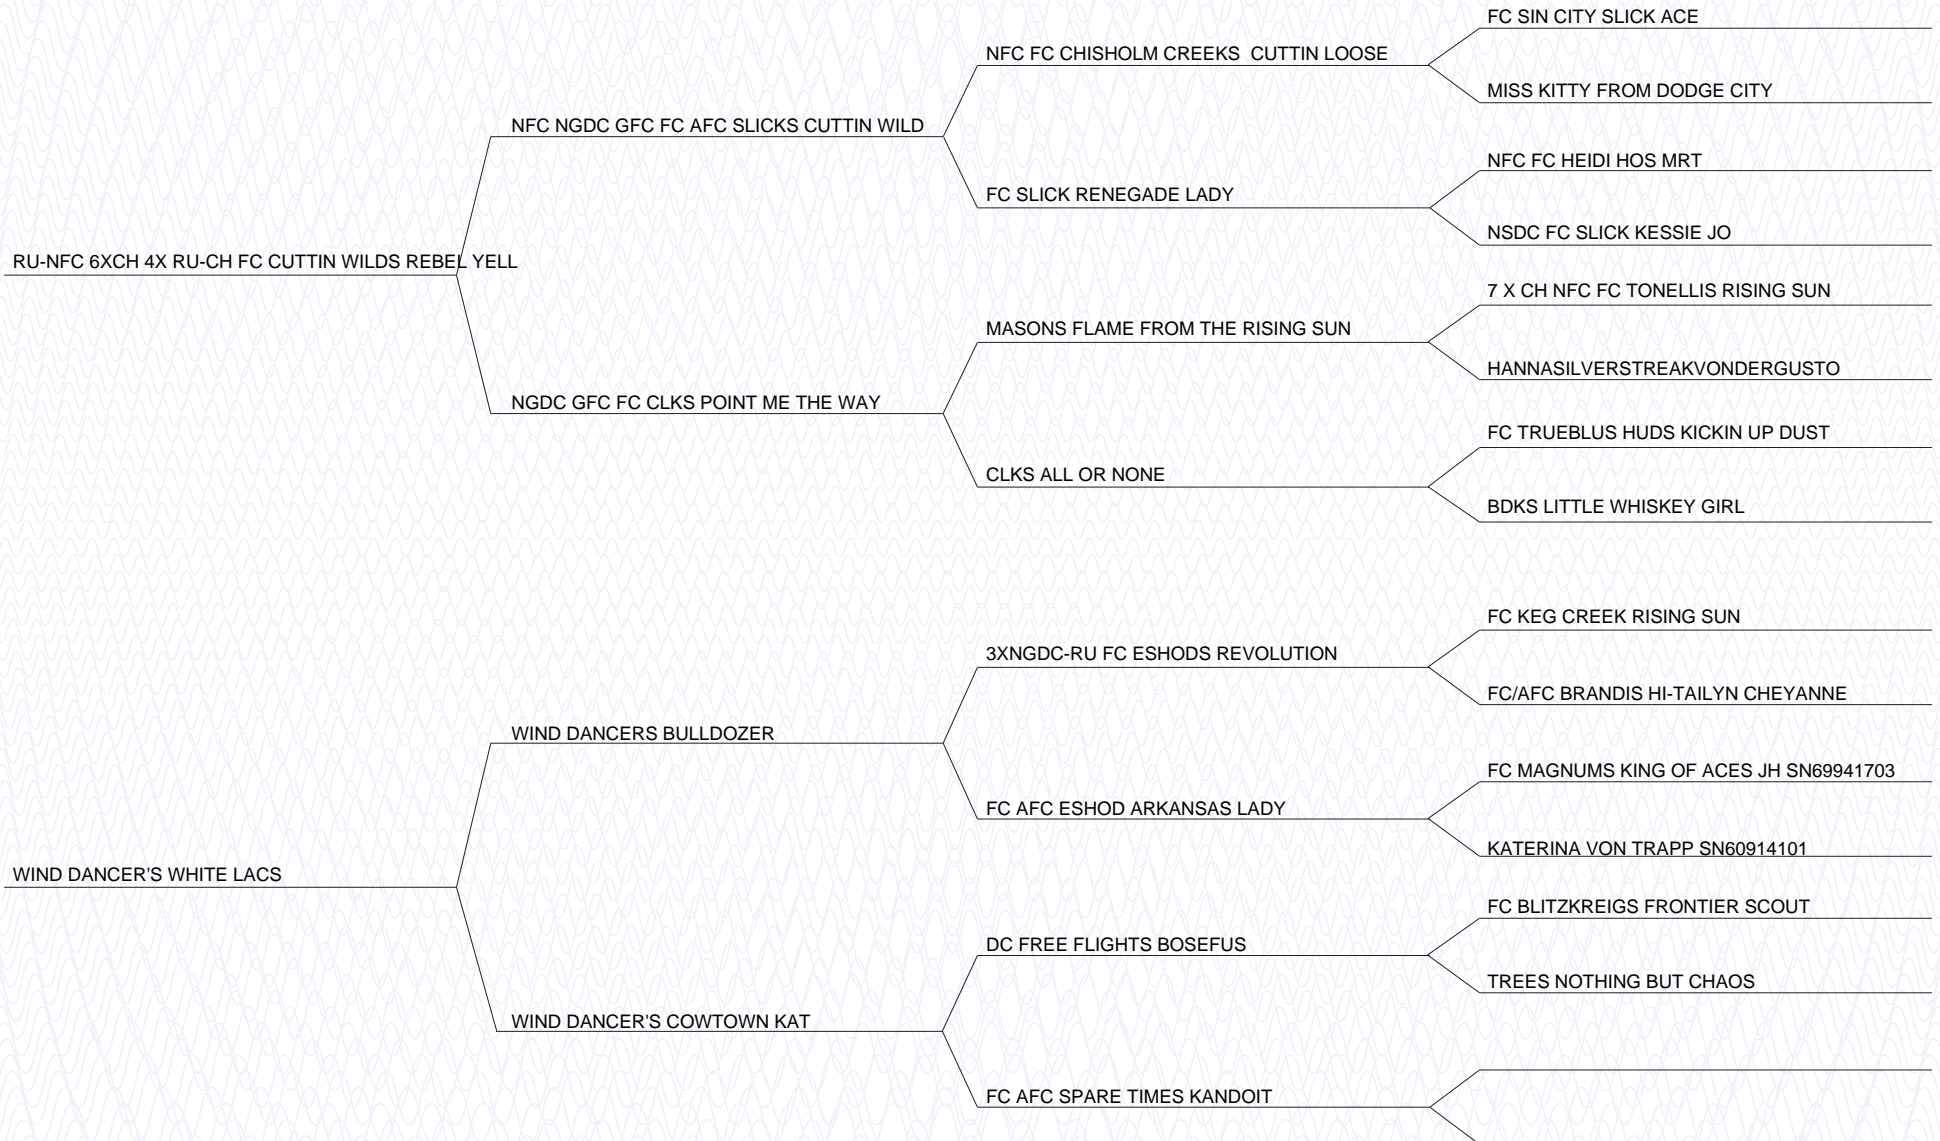 FC SIN CITY SLICK ACE
NFC FC CHISHOLM CREEKS  CUTTIN LOOSE
MISS KITTY FROM DODGE CITY
NFC NGDC GFC FC AFC SLICKS CUTTIN WILD
NFC FC HEIDI HOS MRT
FC SLICK RENEGADE LADY
NSDC FC SLICK KESSIE JO
RU-NFC 6XCH 4X RU-CH FC CUTTIN WILDS REBEL YELL
7 X CH NFC FC TONELLIS RISING SUN
MASONS FLAME FROM THE RISING SUN
HANNASILVERSTREAKVONDERGUSTO
NGDC GFC FC CLKS POINT ME THE WAY
FC TRUEBLUS HUDS KICKIN UP DUST
CLKS ALL OR NONE
BDKS LITTLE WHISKEY GIRL
FC KEG CREEK RISING SUN
3XNGDC-RU FC ESHODS REVOLUTION
FC/AFC BRANDIS HI-TAILYN CHEYANNE
WIND DANCERS BULLDOZER
FC MAGNUMS KING OF ACES JH SN69941703
FC AFC ESHOD ARKANSAS LADY
KATERINA VON TRAPP SN60914101
WIND DANCER'S WHITE LACS
FC BLITZKREIGS FRONTIER SCOUT
DC FREE FLIGHTS BOSEFUS
TREES NOTHING BUT CHAOS
WIND DANCER'S COWTOWN KAT
FC AFC SPARE TIMES KANDOIT